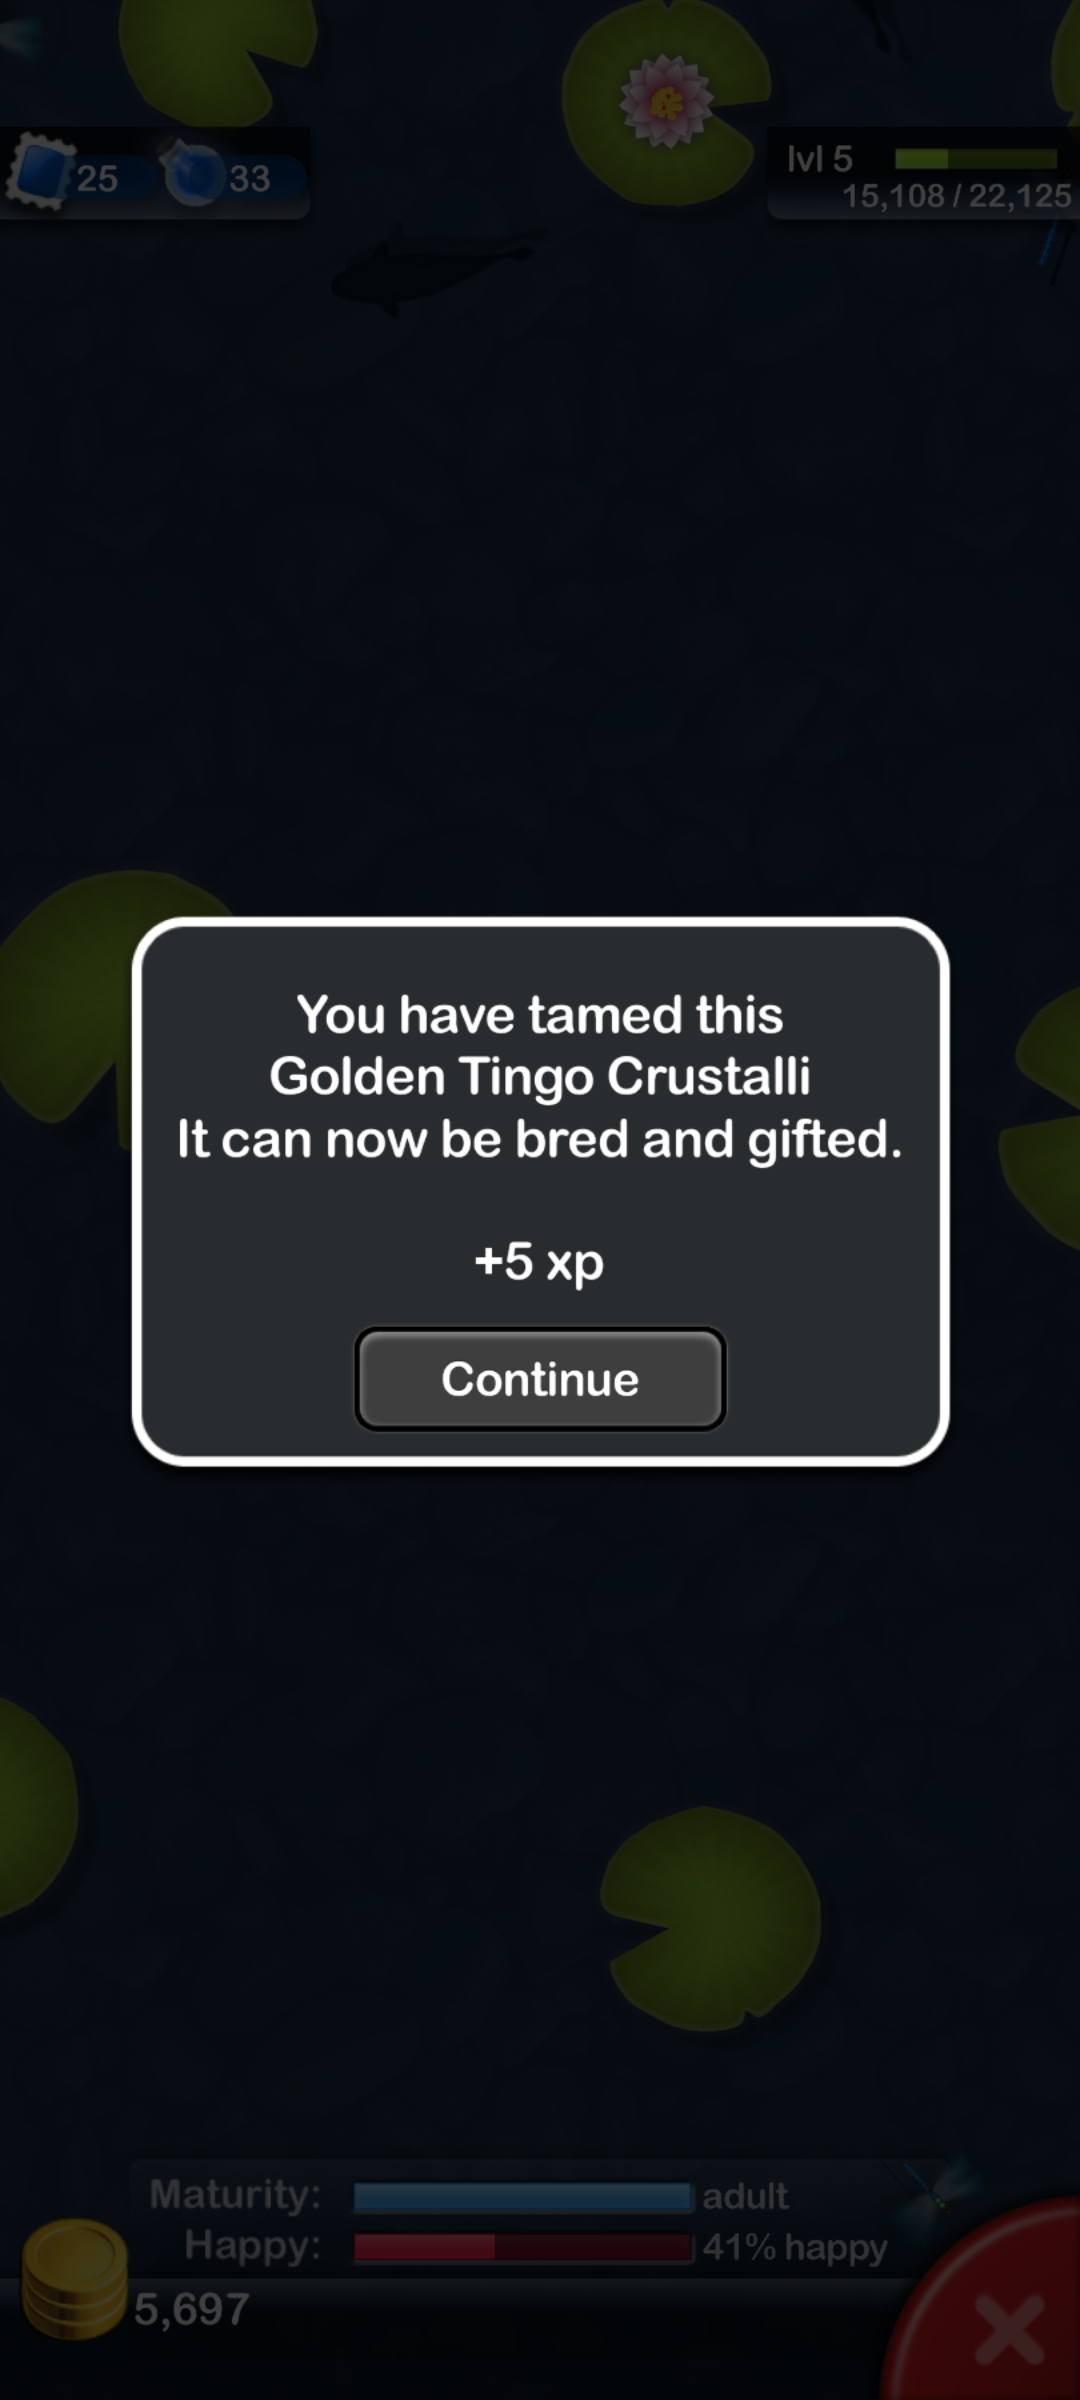 25
33
lvl 5
15,108 / 22,125
You have tamed this
Golden Tingo Crustalli
It can now be bred and gifted.
+5 xp
Continue
Maturity: adult
Happy: 41% happy
5,697